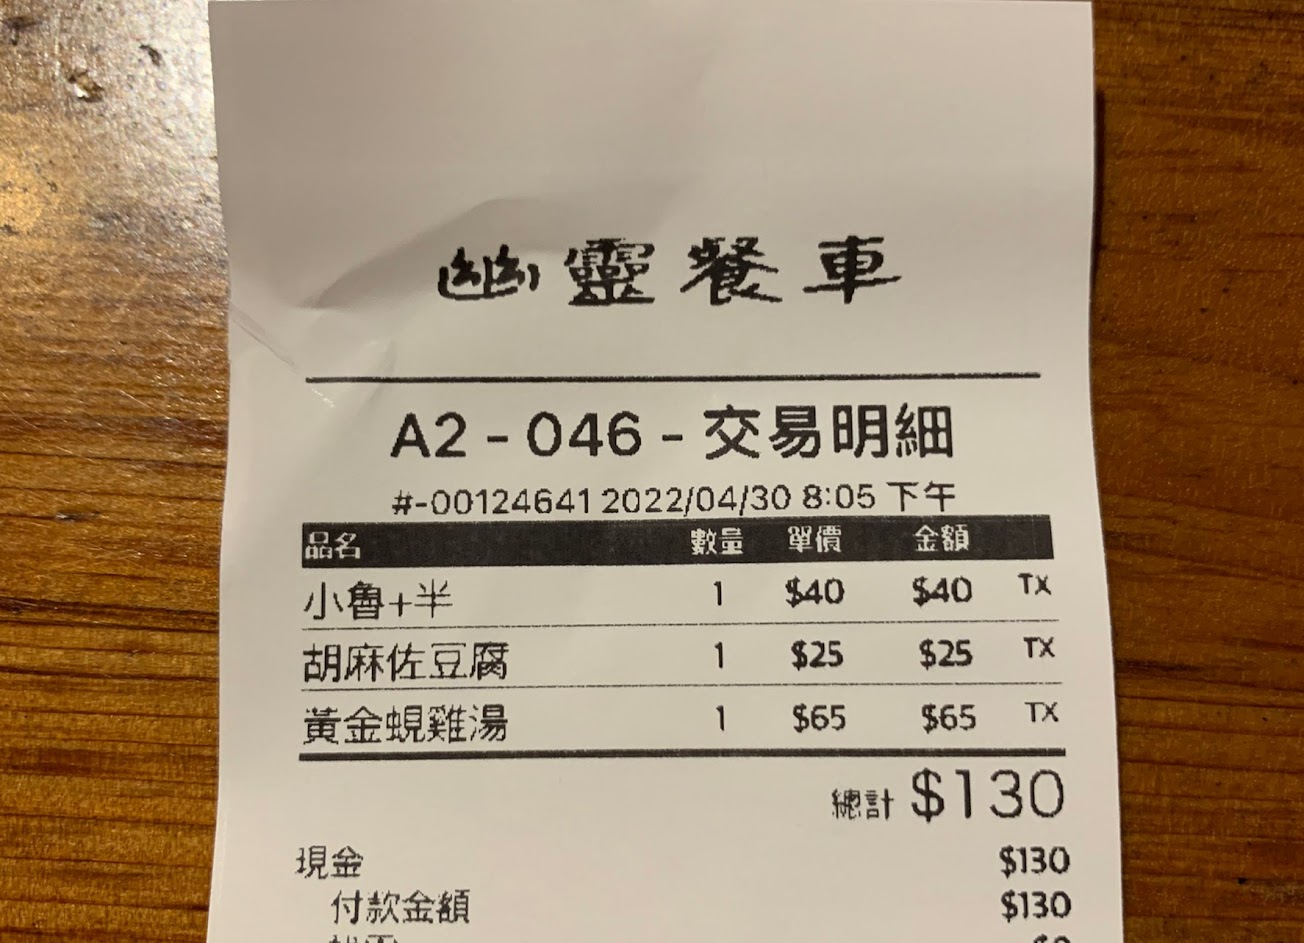 幽靈餐車
A2 - 046 - 交易明細
#-00124641 2022/04/30 8:05 下午
品名 數量 單價 金額
小魯+半 1 $40 $40 TX
胡麻佐豆腐 1 $25 $25 TX
黃金蜆雞湯 1 $65 $65 TX
總計 $130
現金 $130
付款金額 $130